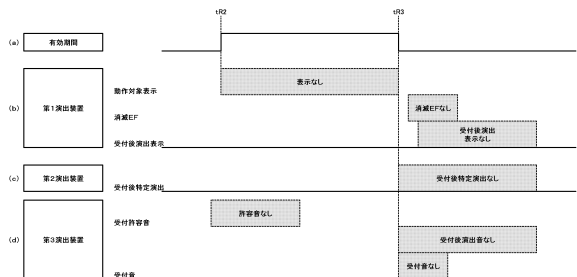 tR2
tR3
(a)
有効期間
(b)
第1演出装置
動作対象表示
表示なし
消滅EF
消滅EFなし
受付後演出表示
受付後演出
表示なし
(c)
第2演出装置
受付後特定演出
受付後特定演出なし
(d)
第3演出装置
受付許容音
許容音なし
受付後演出音なし
受付音
受付音なし